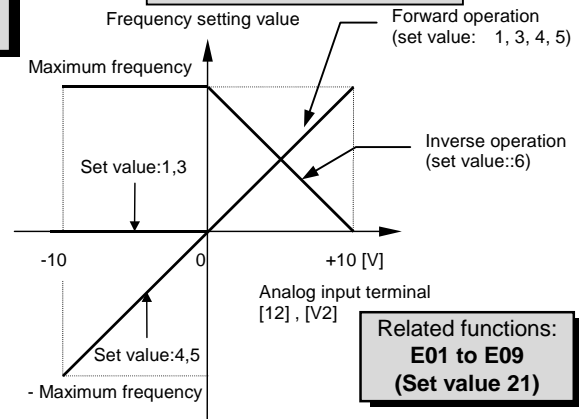 Frequency setting value
Forward operation
(set value: 1, 3, 4, 5)
Maximum frequency
Inverse operation
(set value::6)
Set value:1,3
-10
0
+10 [V]
Analog input terminal
[12] , [V2]
Related functions:
E01 to E09
(Set value 21)
Set value:4,5
- Maximum frequency